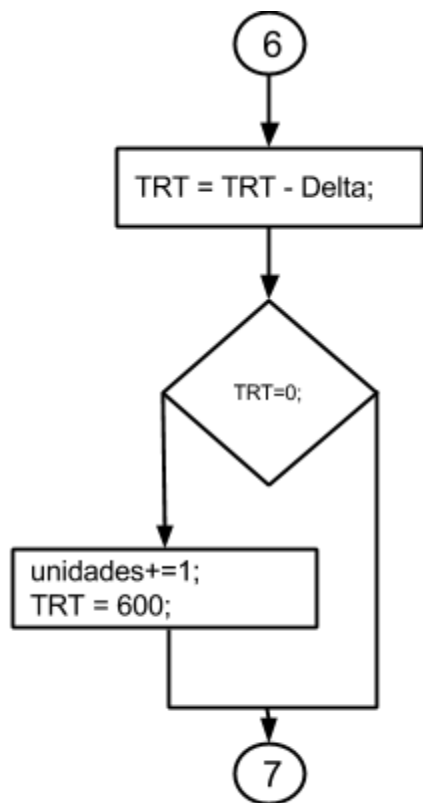 6
TRT = TRT - Delta;
TRT=0;
unidades+=1;
TRT = 600;
7